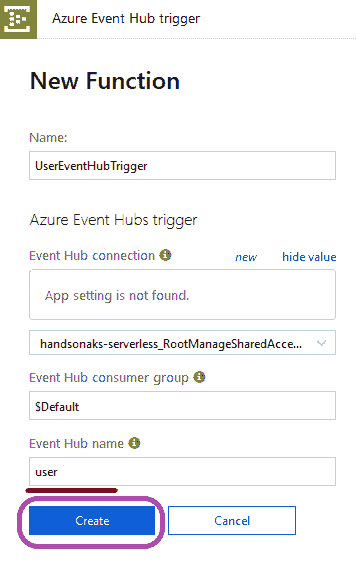 Azure Event Hub trigger
New Function
Name:
UserEventHubTrigger
Azure Event Hubs trigger
Event Hub connection new hide value
App setting is not found.
handsonaks-serverless_RootManageSharedAcce...
Event Hub consumer group
$Default
Event Hub name
user
Create Cancel